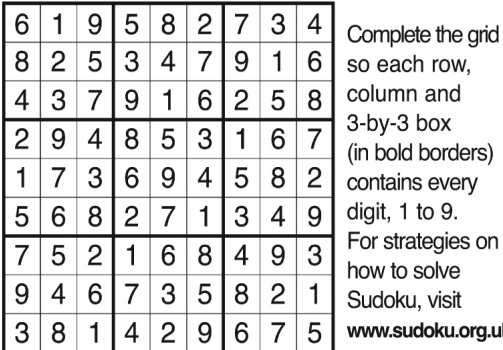 6 1 9 5 8 2 7 3 4
8 2 5 3 4 7 9 1 6
4 3 7 9 1 6 2 5 8
2 9 4 8 5 3 1 6 7
1 7 3 6 9 4 5 8 2
5 6 8 2 7 1 3 4 9
7 5 2 1 6 8 4 9 3
9 4 6 7 3 5 8 2 1
3 8 1 4 2 9 6 7 5
Complete the grid
so each row,
column and
3-by-3 box
(in bold borders)
contains every
digit, 1 to 9.
For strategies on
how to solve
Sudoku, visit
www.sudoku.org.u